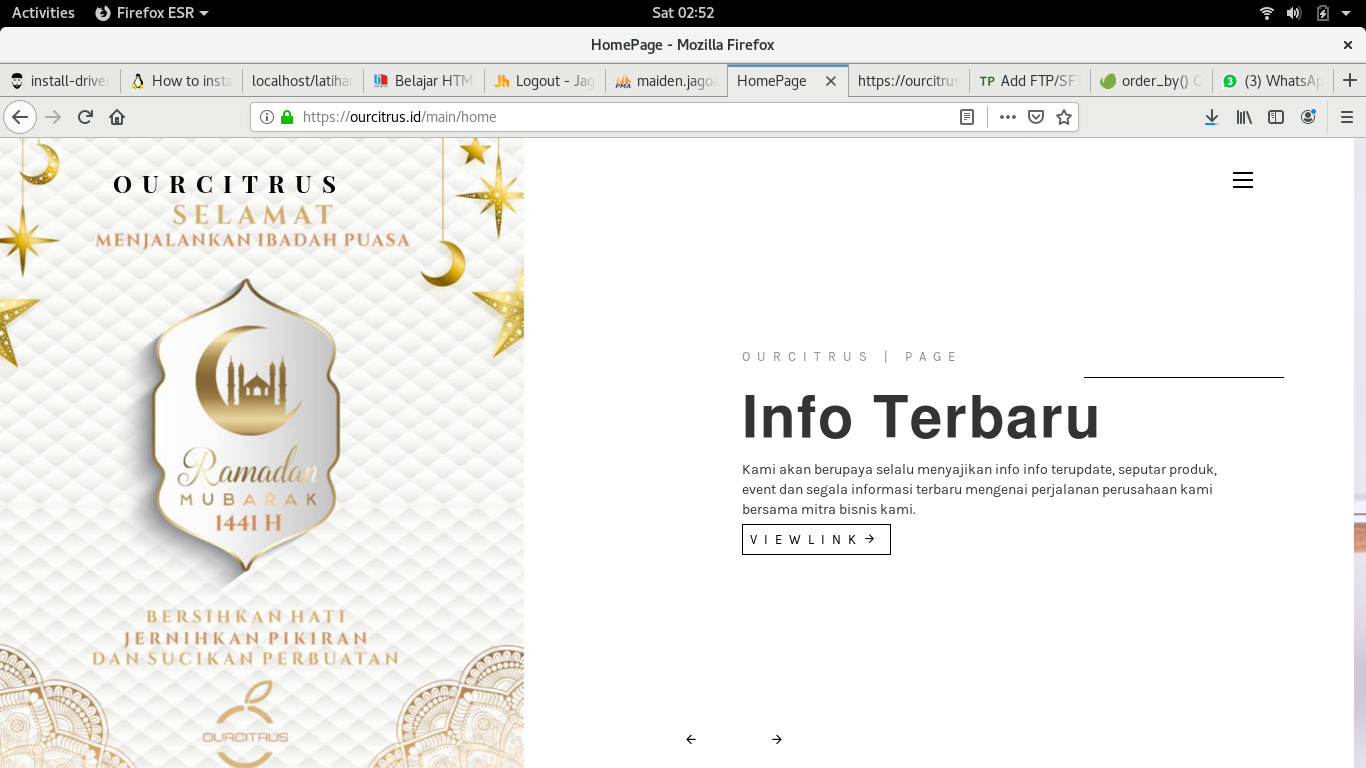 Activities Firefox ESR Sat 02:52
HomePage - Mozilla Firefox
install-driver How to insta localhost/latihan Belajar HTM Logout - Jag maiden.jagoa HomePage https://ourcitrus TP Add FTP/SFT order_by() Q (3) WhatsAp
https://ourcitrus.id/main/home
OURCITRUS
SELAMAT
MENJALANKAN IBADAH PUASA
Ramadan
MUBARAK
1441 H
BERSIHKAN HATI
JERNIHKAN PIKIRAN
DAN SUCIKAN PERBUATAN
OURCITRUS
OURCITRUS | PAGE
Info Terbaru
Kami akan berupaya selalu menyajikan info info terupdate, seputar produk,
event dan segala informasi terbaru mengenai perjalanan perusahaan kami
bersama mitra bisnis kami.
VIEWLINK→